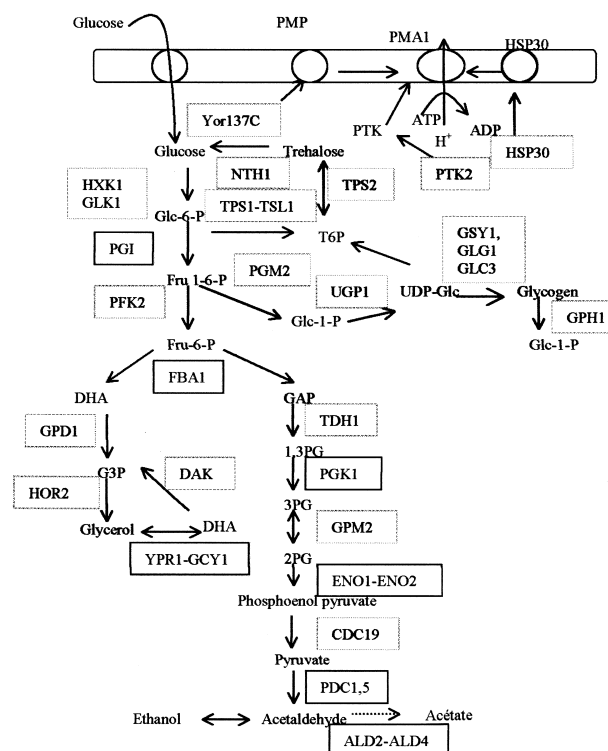 Glucose
PMP
PMA1
HSP30
Yor137C
PTK
ATP
H+
ADP
HSP30
Glucose
Trehalose
PTK2
HXK1
GLK1
NTH1
TPS2
Glc-6-P
TPS1-TSL1
T6P
GSY1,
GLG1
GLC3
PGI
PGM2
Fru 1-6-P
UGP1
UDP-Glc
Glycogen
PFK2
Glc-1-P
GPH1
Fru-6-P
Glc-1-P
FBA1
DHA
GAP
GPD1
TDH1
G3P
DAK
1,3PG
PGK1
HOR2
3PG
Glycerol
DHA
GPM2
YPR1-GCY1
2PG
ENO1-ENO2
Phosphoenol pyruvate
CDC19
Pyruvate
PDC1,5
Ethanol
Acetaldehyde
Acétate
ALD2-ALD4